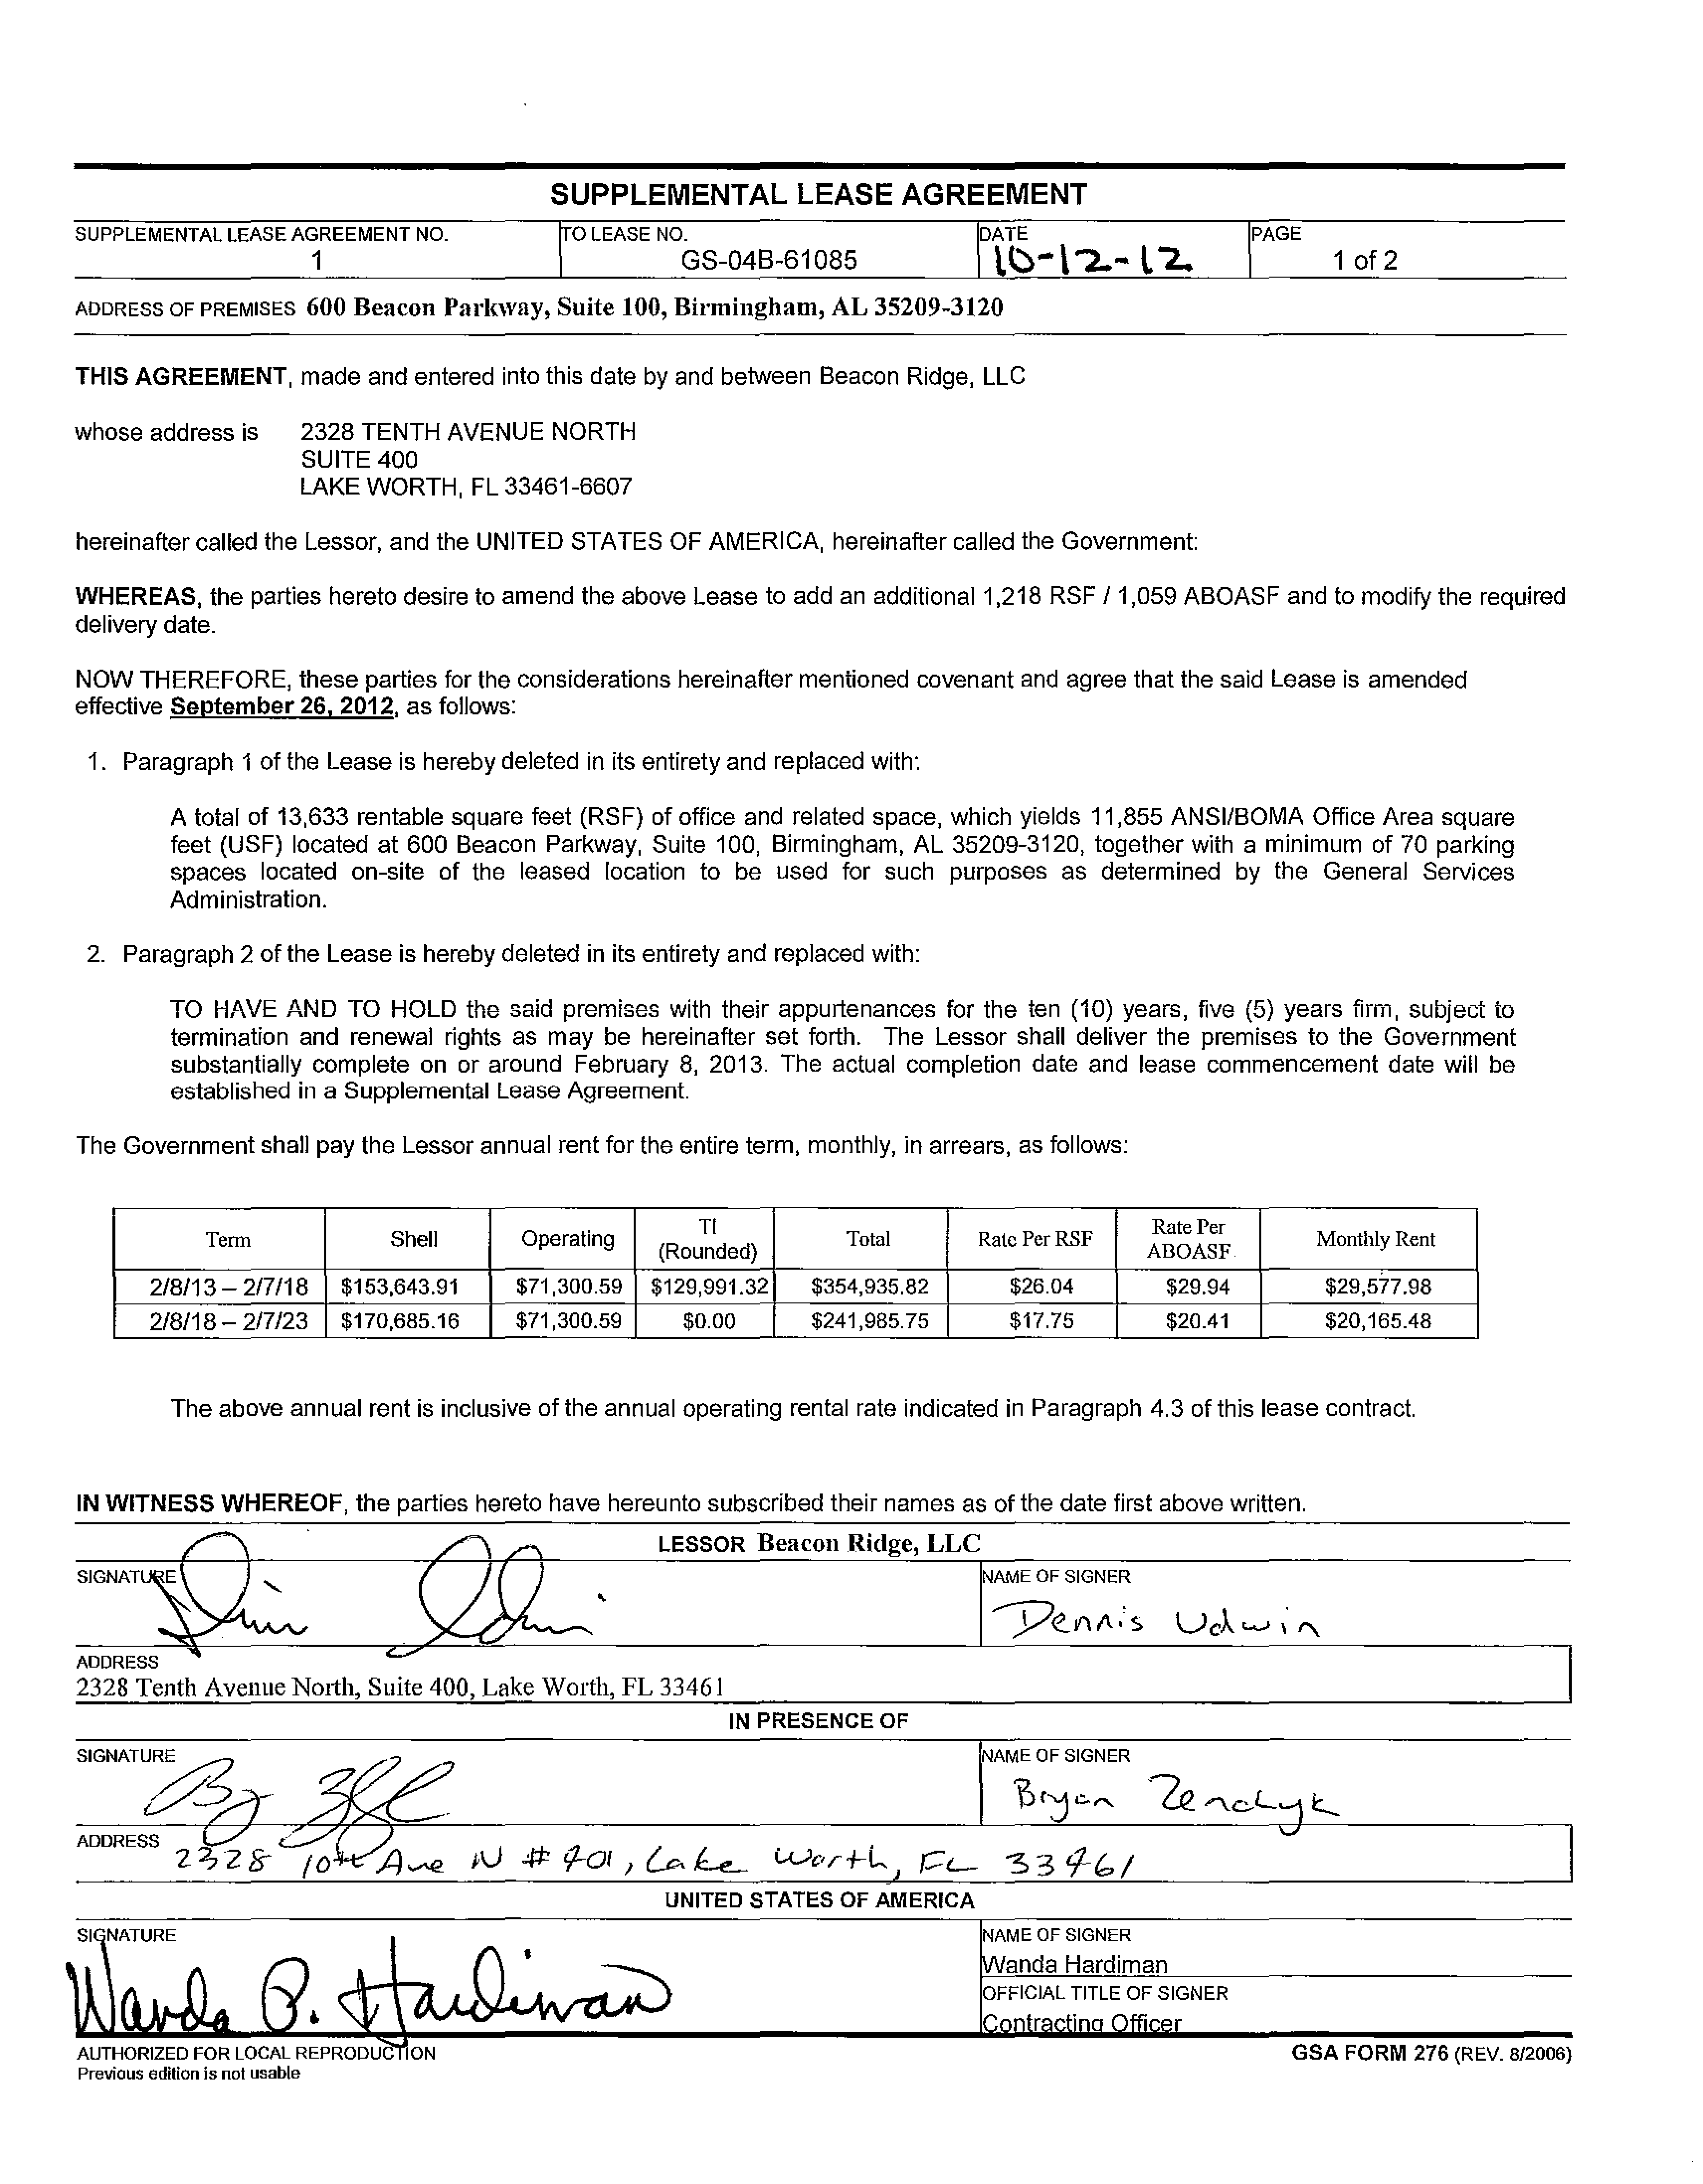 SUPPLEMENTAL LEASE AGREEMENT
SUPPLEMENTAL LEASE AGREEMENT NO. TO LEASE NO. DATE PAGE
1 GS-04B-61085 10-12-12 1 of 2
ADDRESS OF PREMISES 600 Beacon Parkway, Suite 100, Birmingham, AL 35209-3120
THIS AGREEMENT, made and entered into this date by and between Beacon Ridge, LLC
whose address is 2328 TENTH AVENUE NORTH
SUITE 400
LAKE WORTH, FL 33461-6607
hereinafter called the Lessor, and the UNITED STATES OF AMERICA, hereinafter called the Government:
WHEREAS, the parties hereto desire to amend the above Lease to add an additional 1,218 RSF / 1,059 ABOASF and to modify the required
delivery date.
NOW THEREFORE, these parties for the considerations hereinafter mentioned covenant and agree that the said Lease is amended
effective September 26, 2012, as follows:
1. Paragraph 1 of the Lease is hereby deleted in its entirety and replaced with:
A total of 13,633 rentable square feet (RSF) of office and related space, which yields 11,855 ANSI/BOMA Office Area square
feet (USF) located at 600 Beacon Parkway, Suite 100, Birmingham, AL 35209-3120, together with a minimum of 70 parking
spaces located on-site of the leased location to be used for such purposes as determined by the General Services
Administration.
2. Paragraph 2 of the Lease is hereby deleted in its entirety and replaced with:
TO HAVE AND TO HOLD the said premises with their appurtenances for the ten (10) years, five (5) years firm, subject to
termination and renewal rights as may be hereinafter set forth. The Lessor shall deliver the premises to the Government
substantially complete on or around February 8, 2013. The actual completion date and lease commencement date will be
established in a Supplemental Lease Agreement.
The Government shall pay the Lessor annual rent for the entire term, monthly, in arrears, as follows:
Term Shell Operating TI (Rounded) Total Rate Per RSF Rate Per ABOASF Monthly Rent
2/8/13 – 2/7/18 $153,643.91 $71,300.59 $129,991.32 $354,935.82 $26.04 $29.94 $29,577.98
2/8/18 – 2/7/23 $170,685.16 $71,300.59 $0.00 $241,985.75 $17.75 $20.41 $20,165.48
The above annual rent is inclusive of the annual operating rental rate indicated in Paragraph 4.3 of this lease contract.
IN WITNESS WHEREOF, the parties hereto have hereunto subscribed their names as of the date first above written.
LESSOR Beacon Ridge, LLC
SIGNATURE NAME OF SIGNER
Dennis Udwin
ADDRESS
2328 Tenth Avenue North, Suite 400, Lake Worth, FL 33461
IN PRESENCE OF
SIGNATURE NAME OF SIGNER
Bryan Zenchyk
ADDRESS 2328 10th Ave N #401, Lake Worth, FL 33461
UNITED STATES OF AMERICA
SIGNATURE NAME OF SIGNER
Wanda Hardiman
Wanda P. Hardiman OFFICIAL TITLE OF SIGNER
Contracting Officer
AUTHORIZED FOR LOCAL REPRODUCTION GSA FORM 276 (REV. 8/2006)
Previous edition is not usable